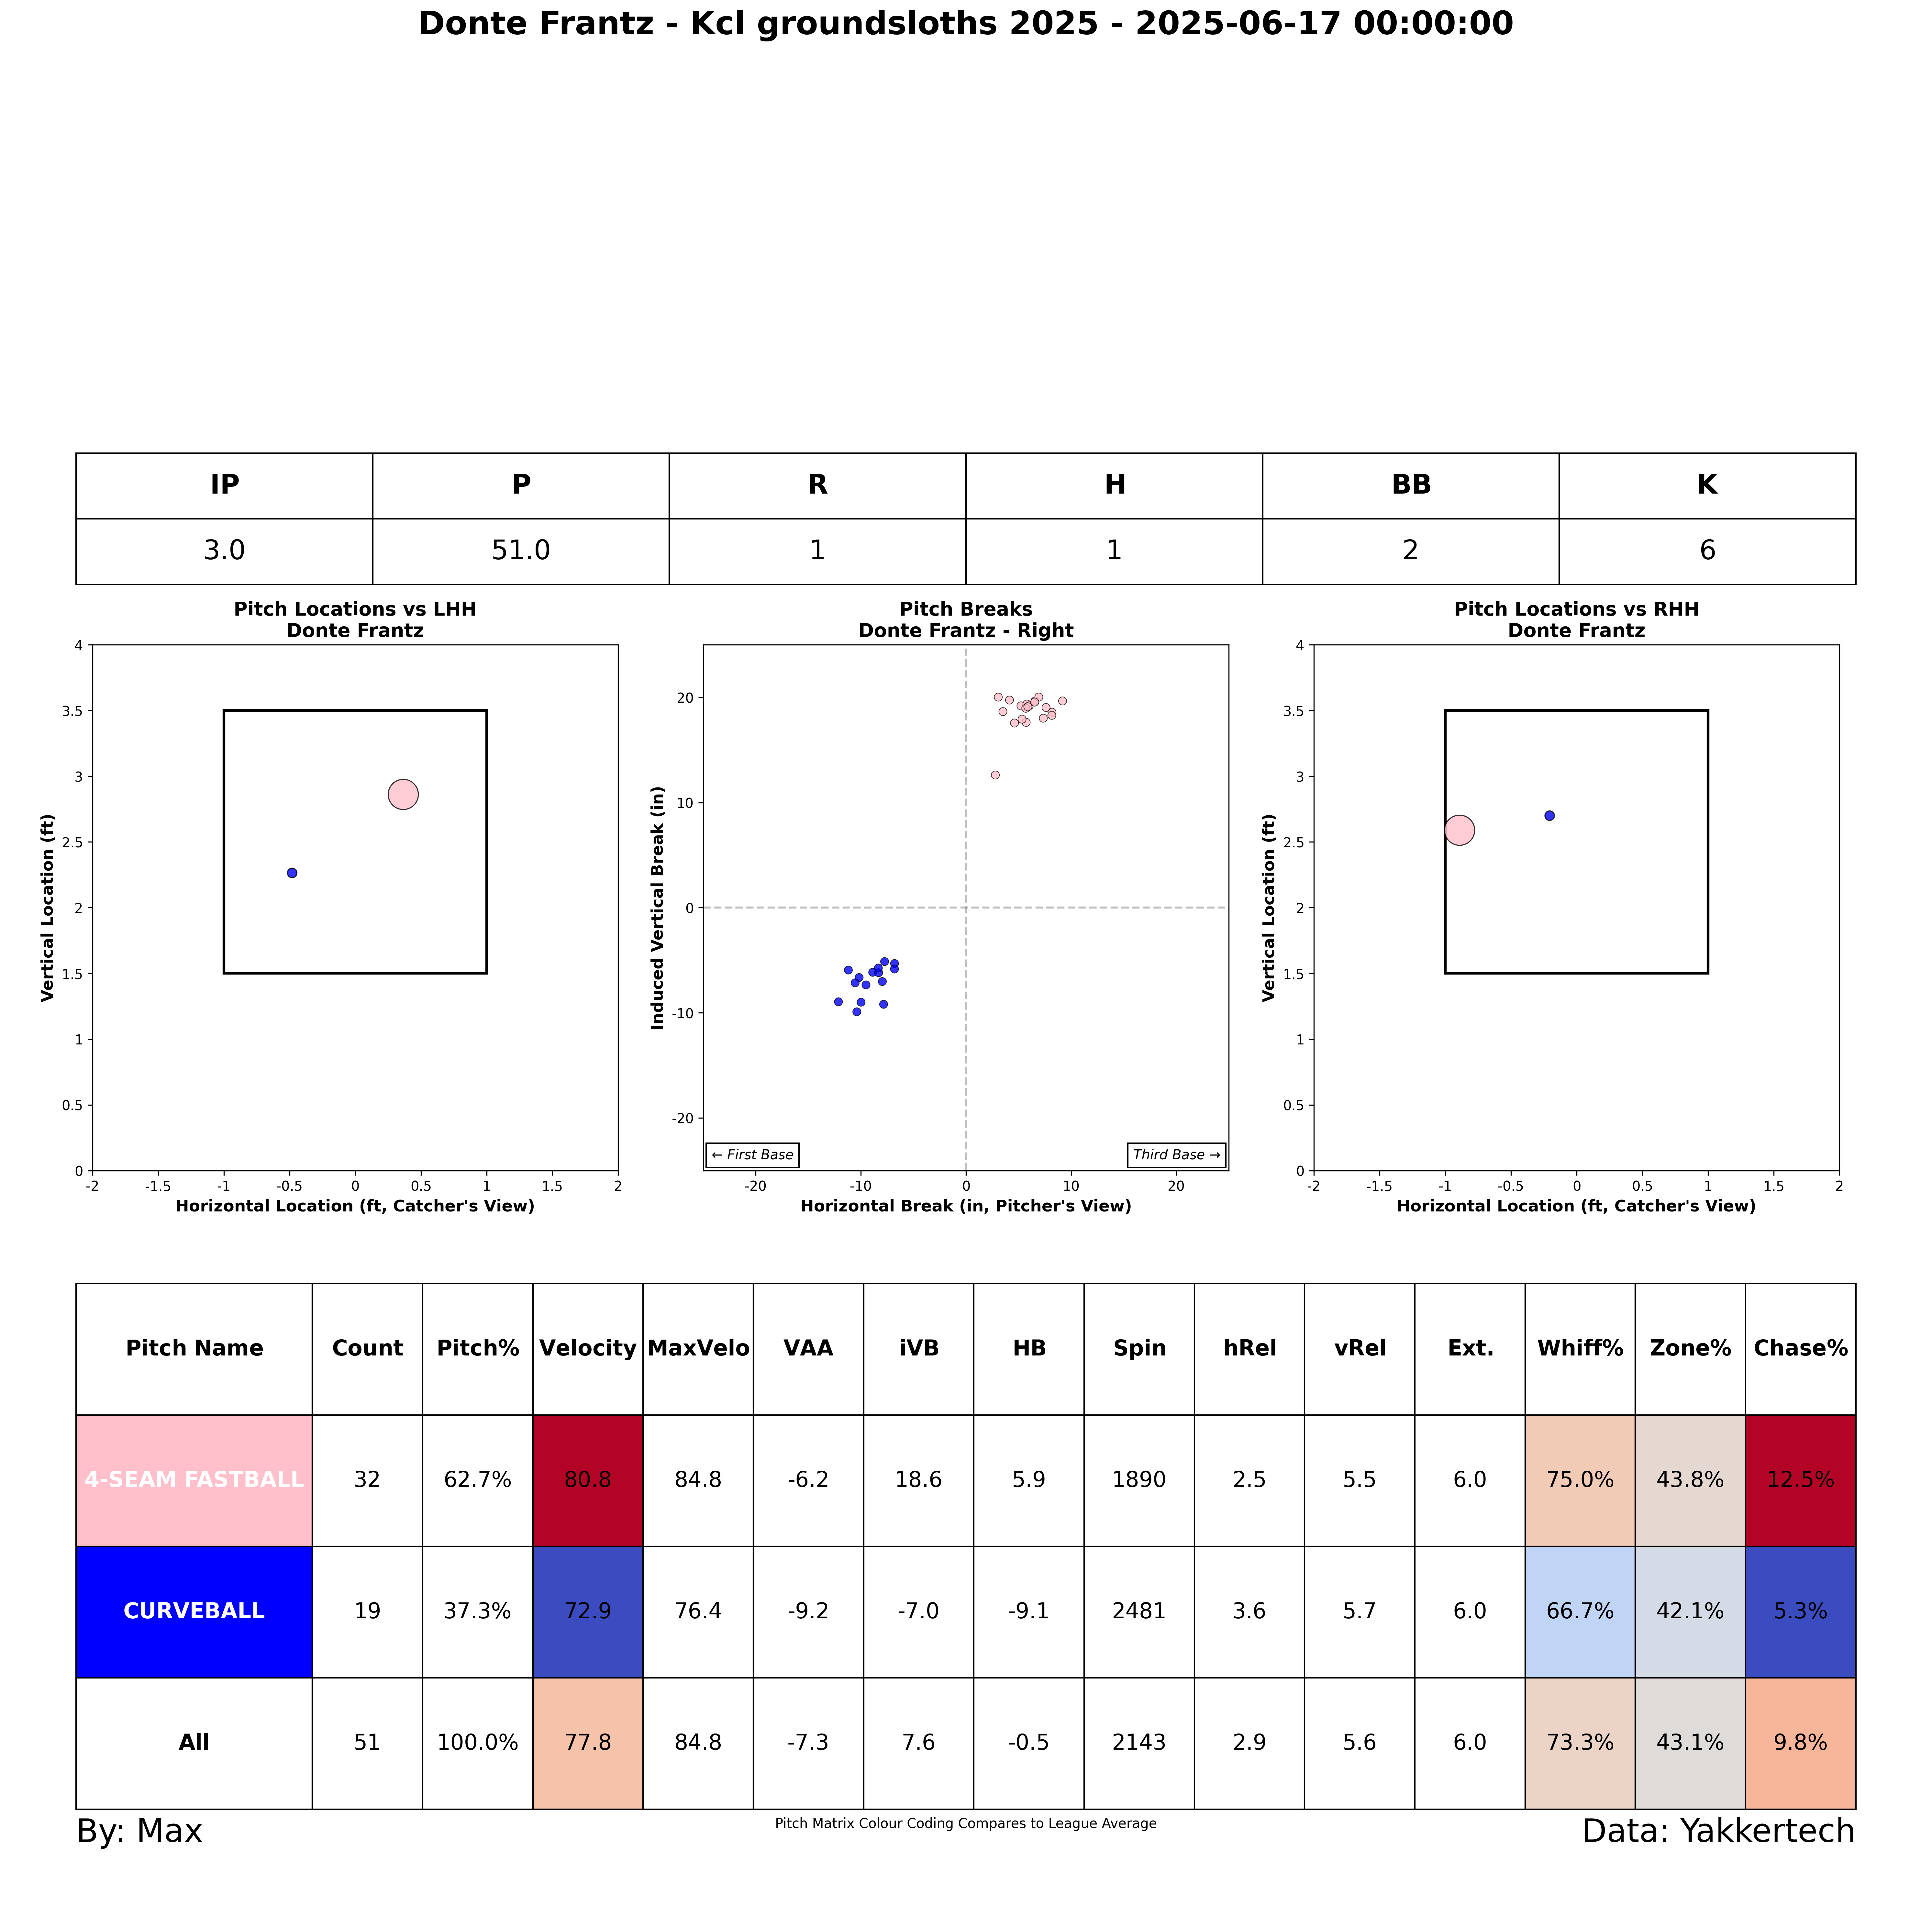 Donte Frantz - Kcl groundsloths 2025 - 2025-06-17 00:00:00
IP P R H BB K
3.0 51.0 1 1 2 6
Pitch Locations vs LHH
Donte Frantz
4
3.5
3
2.5
2
1.5
1
0.5
0
Vertical Location (ft)
-2 -1.5 -1 -0.5 0 0.5 1 1.5 2
Horizontal Location (ft, Catcher's View)
Pitch Breaks
Donte Frantz - Right
20
10
0
-10
-20
Induced Vertical Break (in)
← First Base
Third Base →
-20 -10 0 10 20
Horizontal Break (in, Pitcher's View)
Pitch Locations vs RHH
Donte Frantz
4
3.5
3
2.5
2
1.5
1
0.5
0
Vertical Location (ft)
-2 -1.5 -1 -0.5 0 0.5 1 1.5 2
Horizontal Location (ft, Catcher's View)
Pitch Name Count Pitch% Velocity MaxVelo VAA iVB HB Spin hRel vRel Ext. Whiff% Zone% Chase%
4-SEAM FASTBALL 32 62.7% 80.8 84.8 -6.2 18.6 5.9 1890 2.5 5.5 6.0 75.0% 43.8% 12.5%
CURVEBALL 19 37.3% 72.9 76.4 -9.2 -7.0 -9.1 2481 3.6 5.7 6.0 66.7% 42.1% 5.3%
All 51 100.0% 77.8 84.8 -7.3 7.6 -0.5 2143 2.9 5.6 6.0 73.3% 43.1% 9.8%
By: Max
Pitch Matrix Colour Coding Compares to League Average
Data: Yakkertech